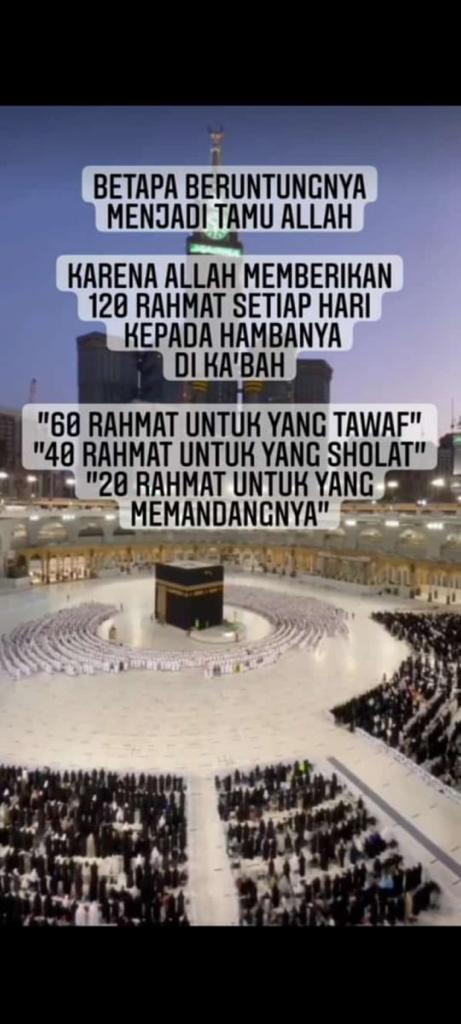 BETAPA BERUNTUNGNYA
MENJADI TAMU ALLAH
KARENA ALLAH MEMBERIKAN
120 RAHMAT SETIAP HARI
KEPADA HAMBANYA
DI KA'BAH
"60 RAHMAT UNTUK YANG TAWAF"
"40 RAHMAT UNTUK YANG SHOLAT"
"20 RAHMAT UNTUK YANG
MEMANDANGNYA"